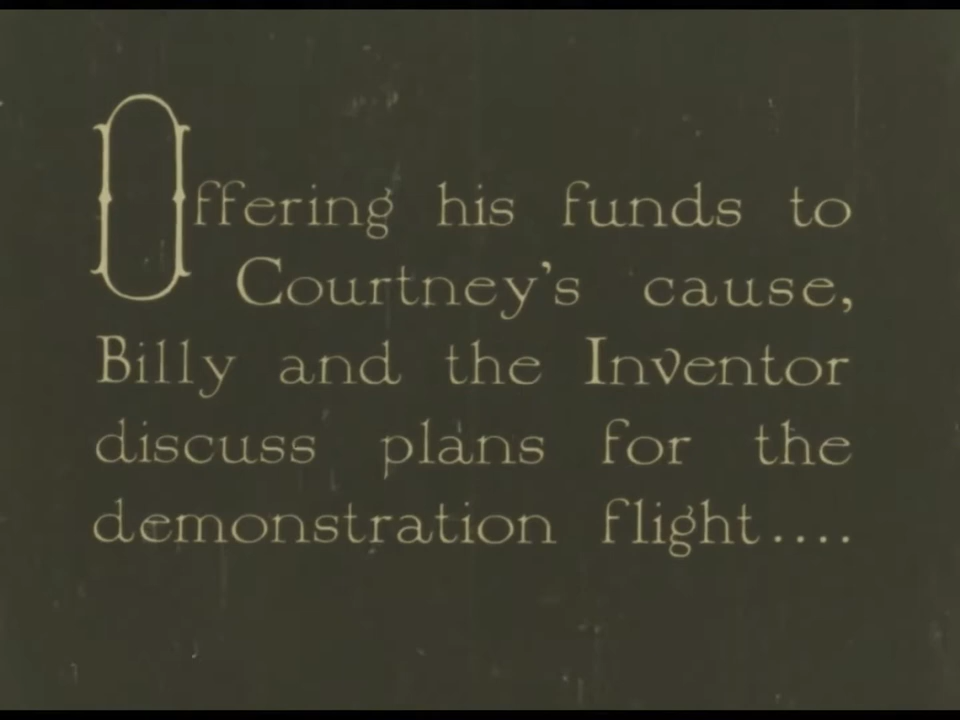 Offering his funds to
Courtney's cause,
Billy and the Inventor
discuss plans for the
demonstration flight....